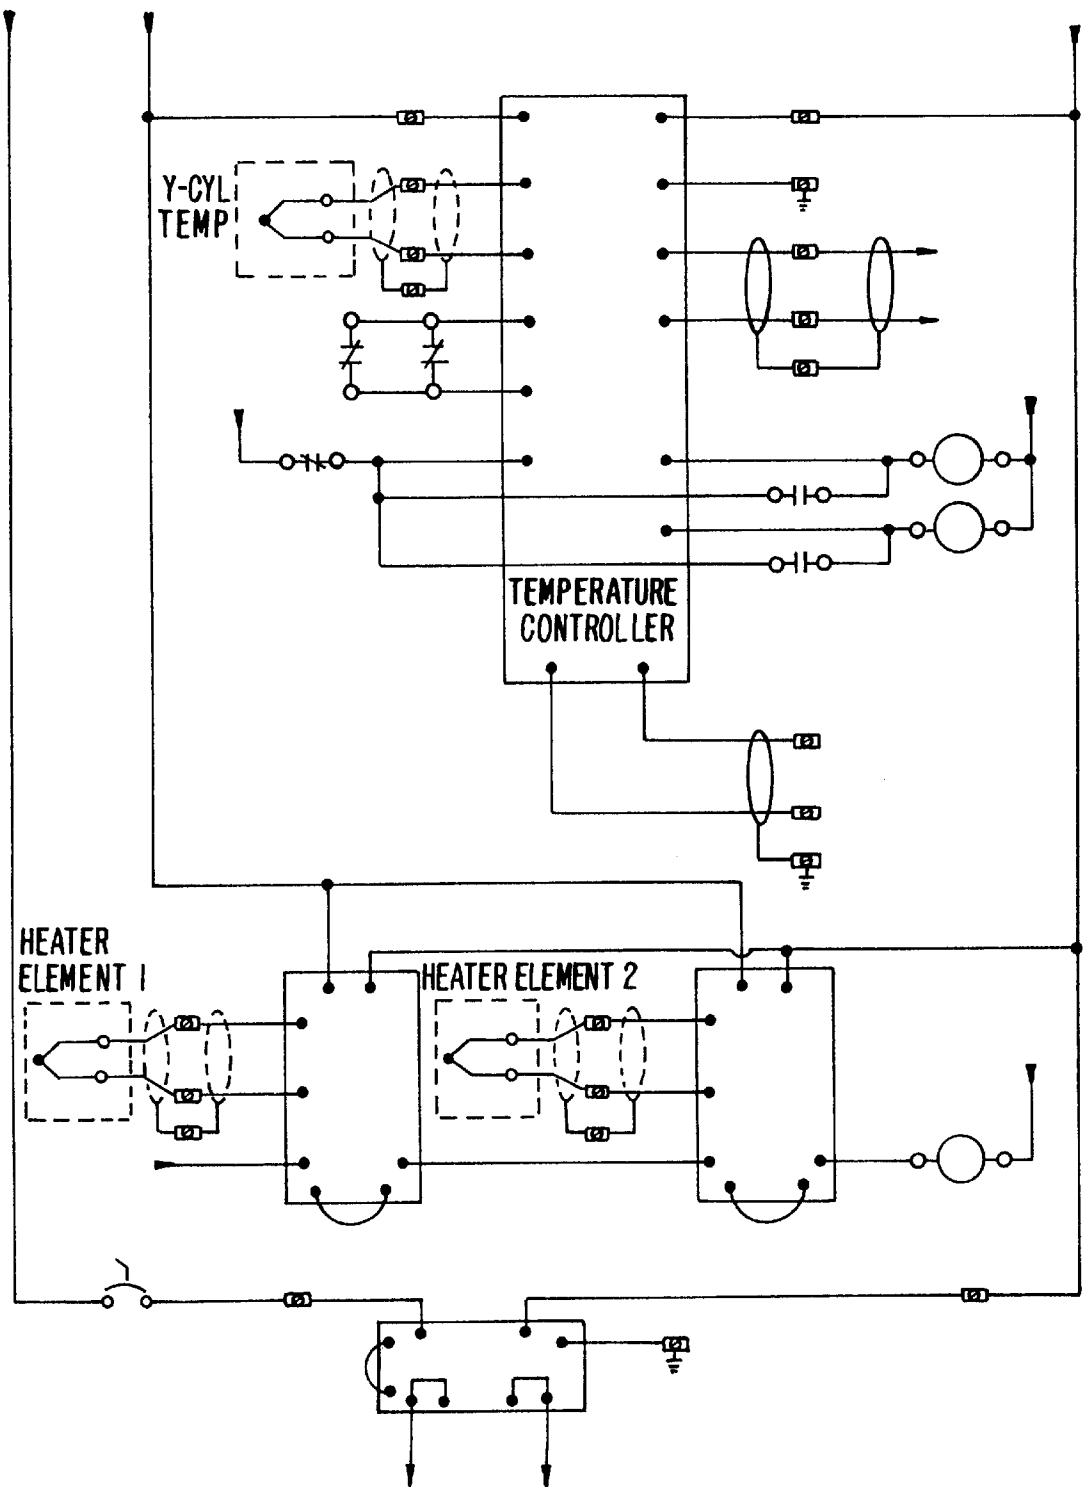 Y-CYL
TEMP
TEMPERATURE
CONTROLLER
HEATER
ELEMENT 1
HEATER ELEMENT 2